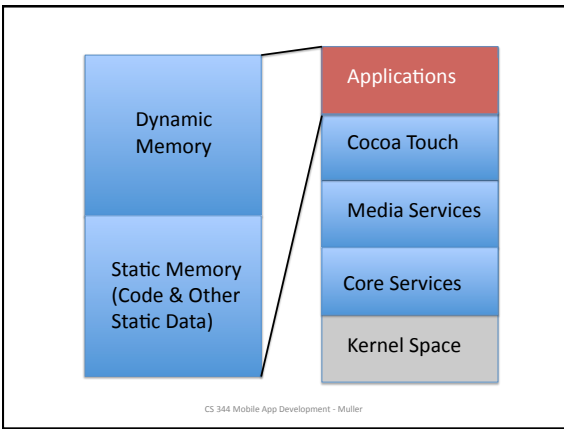 Dynamic
Memory
Static Memory
(Code & Other
Static Data)
Applications
Cocoa Touch
Media Services
Core Services
Kernel Space
CS 344 Mobile App Development - Muller